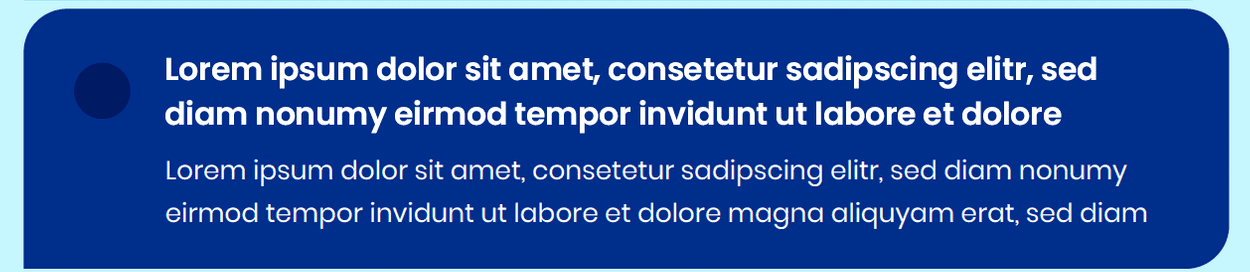 Lorem ipsum dolor sit amet, consetetur sadipscing elitr, sed
diam nonumy eirmod tempor invidunt ut labore et dolore
Lorem ipsum dolor sit amet, consetetur sadipscing elitr, sed diam nonumy
eirmod tempor invidunt ut labore et dolore magna aliquyam erat, sed diam